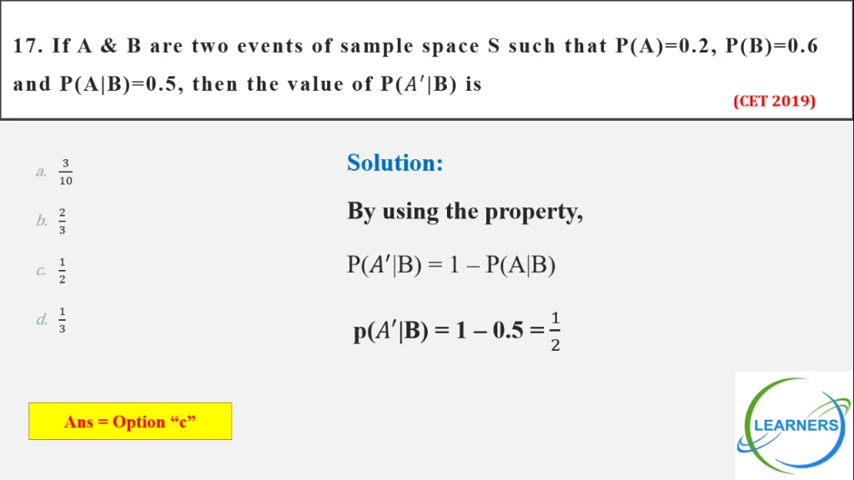 17. If A & B are two events of sample space S such that P(A)=0.2, P(B)=0.6
and P(A|B)=0.5, then the value of P(A′|B) is
(CET 2019)
a. 3/10
b. 2/3
c. 1/2
d. 1/3
Solution:
By using the property,
P(A′|B) = 1 – P(A|B)
p(A′|B) = 1 – 0.5 = 1/2
Ans = Option “c”
LEARNERS